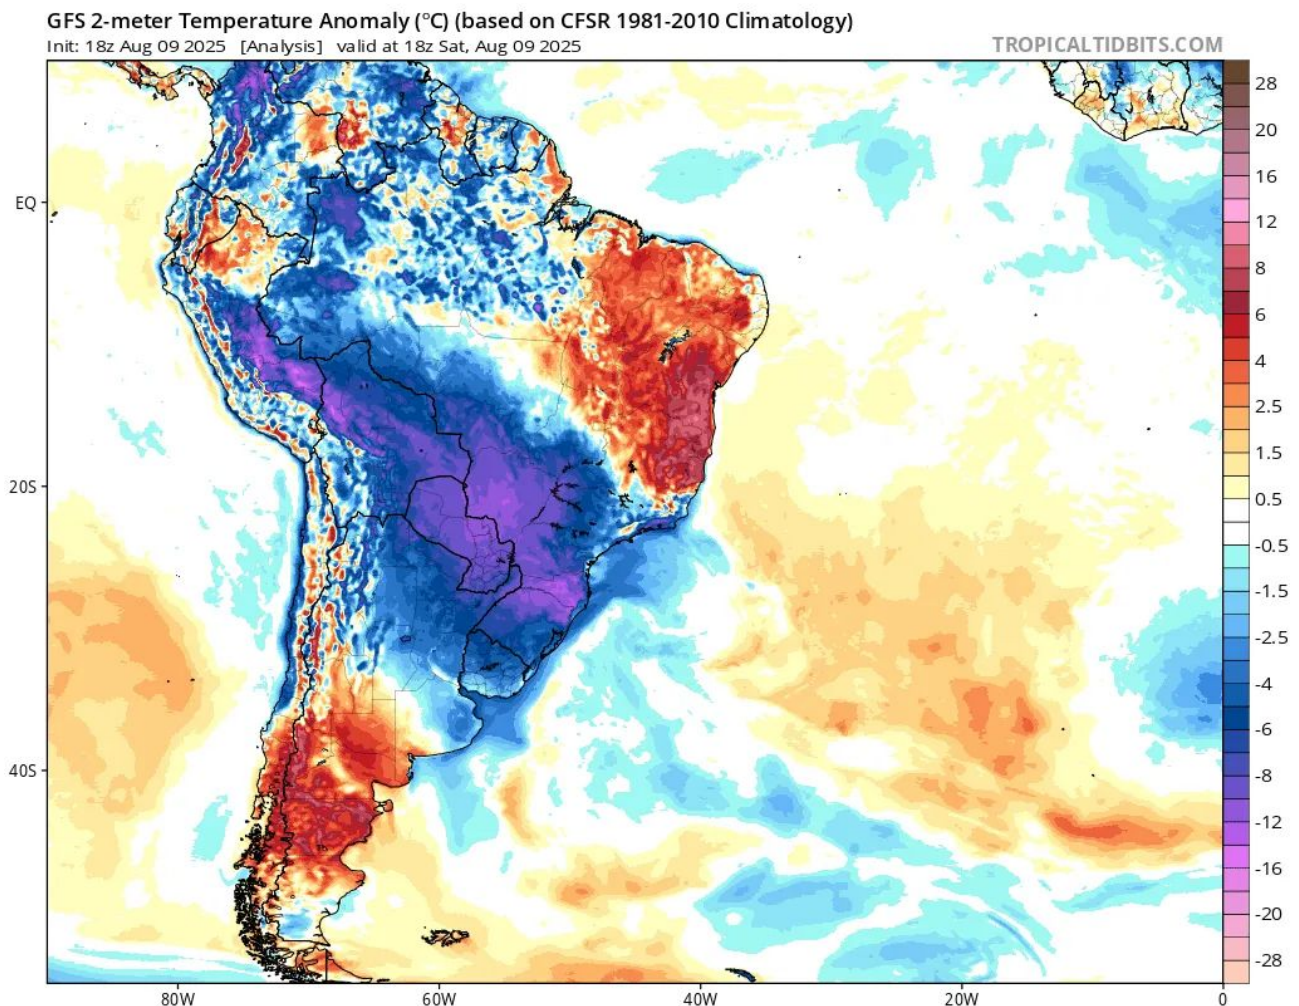 GFS 2-meter Temperature Anomaly (°C) (based on CFSR 1981-2010 Climatology)
Init: 18z Aug 09 2025 [Analysis] valid at 18z Sat, Aug 09 2025
TROPICALTIDBITS.COM
28
20
16
12
8
6
4
2.5
1.5
0.5
-0.5
-1.5
-2.5
-4
-6
-8
-12
-16
-20
-28
EQ
20S
40S
80W
60W
40W
20W
0